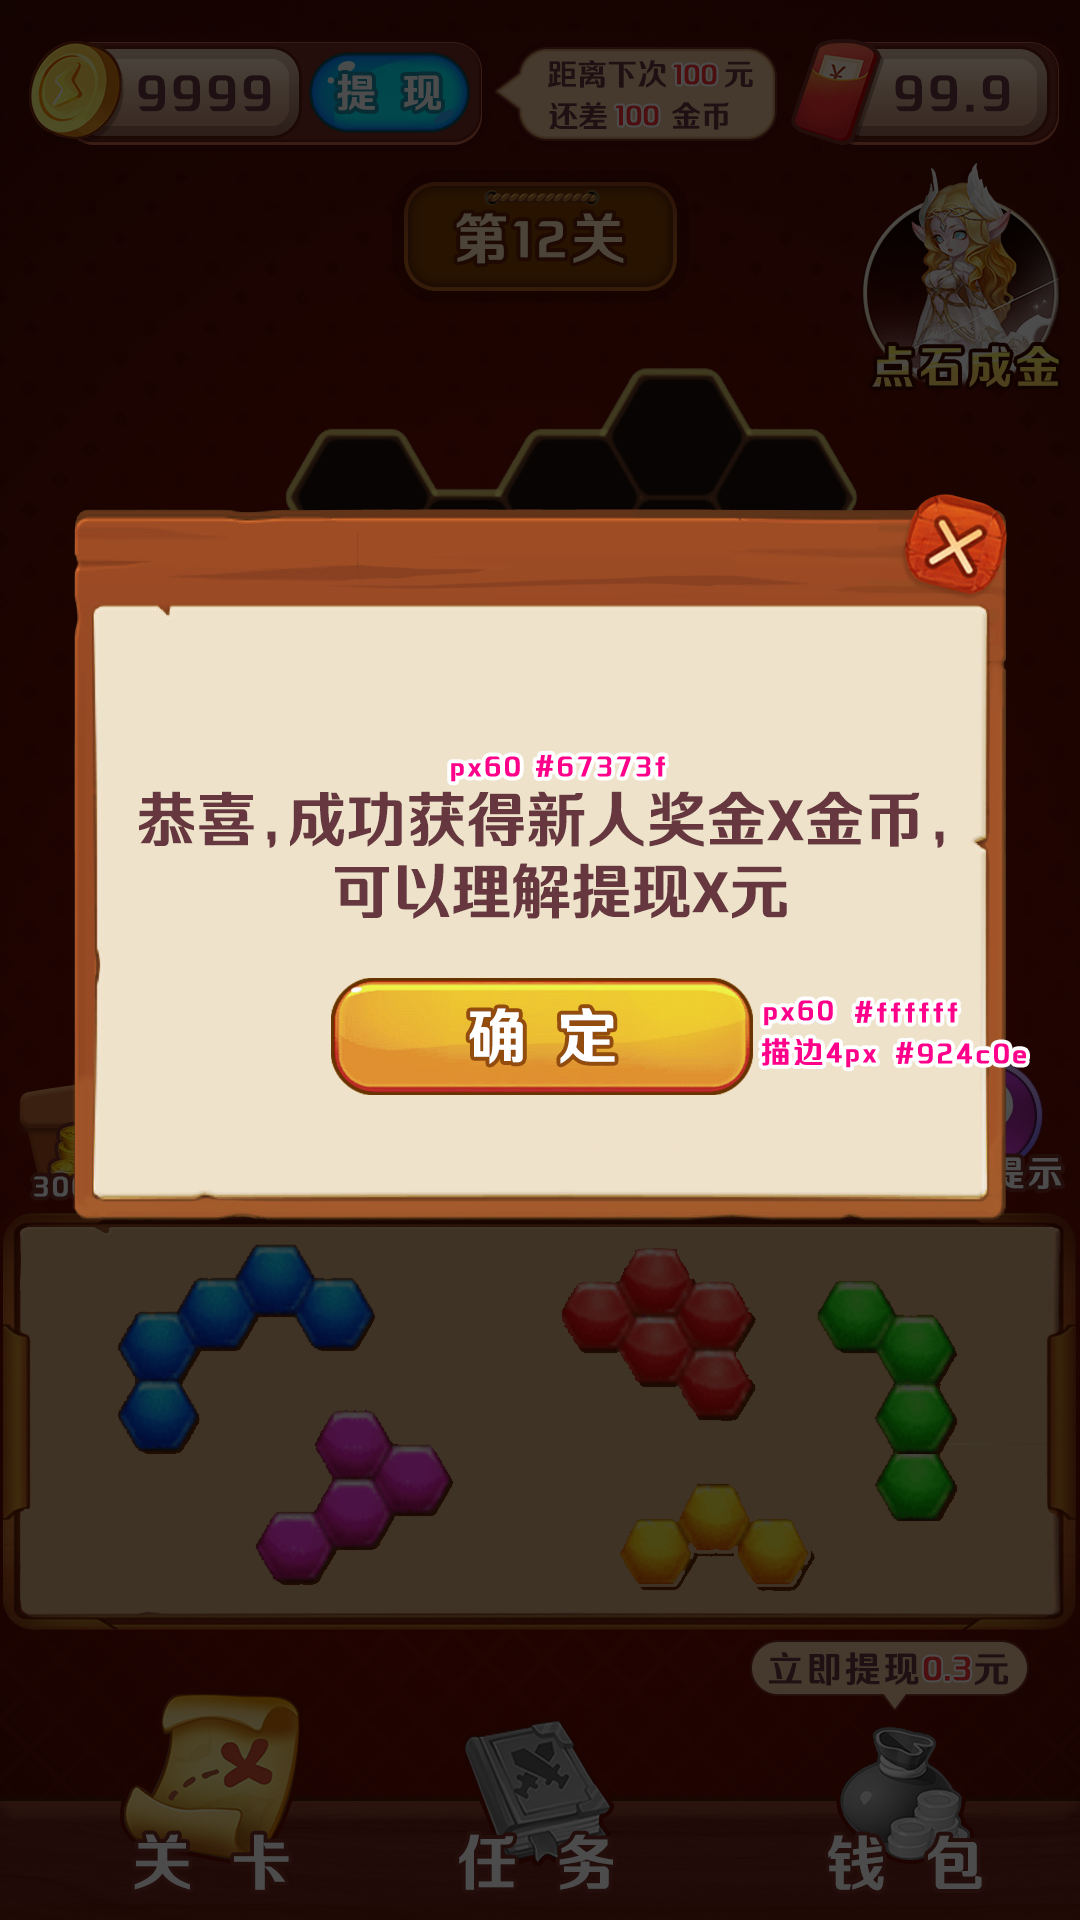 9999
提 现
距离下次100元
还差100 金币
99.9
第12关
点石成金
px60 #67373f
恭喜,成功获得新人奖金X金币,
可以理解提现X元
确 定
px60 #ffffff
描边4px #924c0e
提示
立即提现0.3元
关 卡
任 务
钱 包